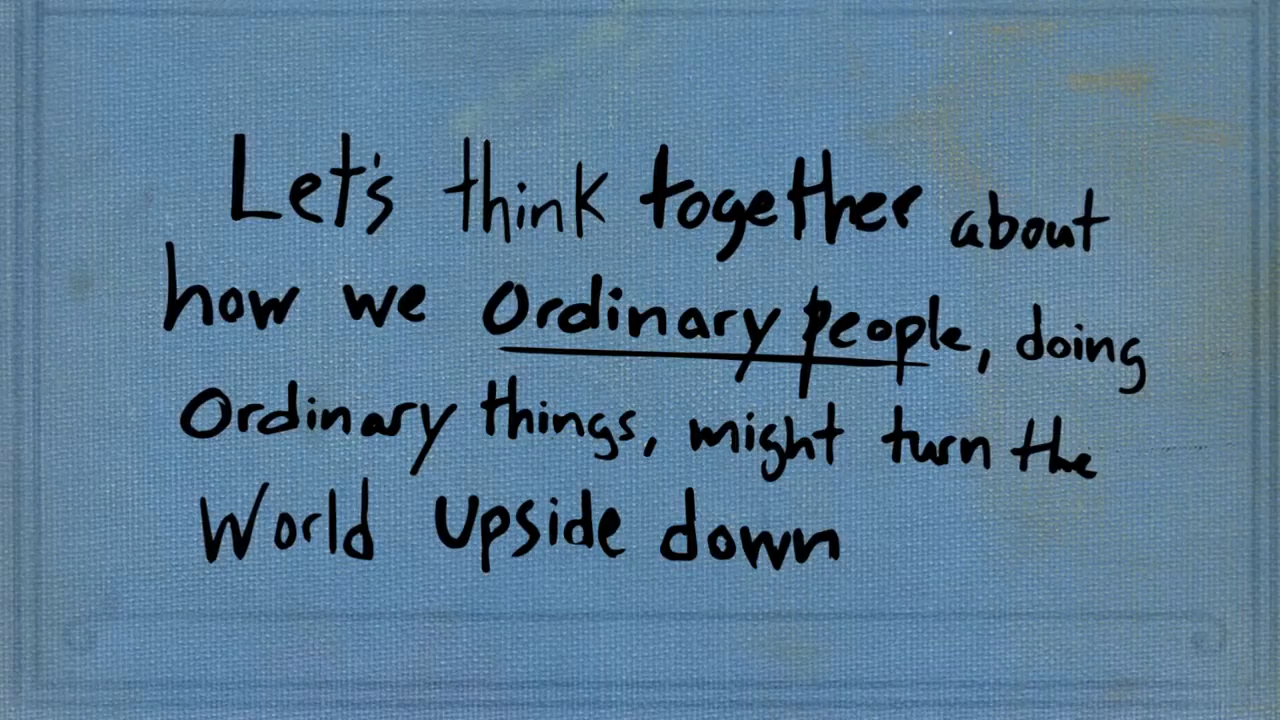 Let's think together about
how we Ordinary people, doing
Ordinary things, might turn the
World Upside down